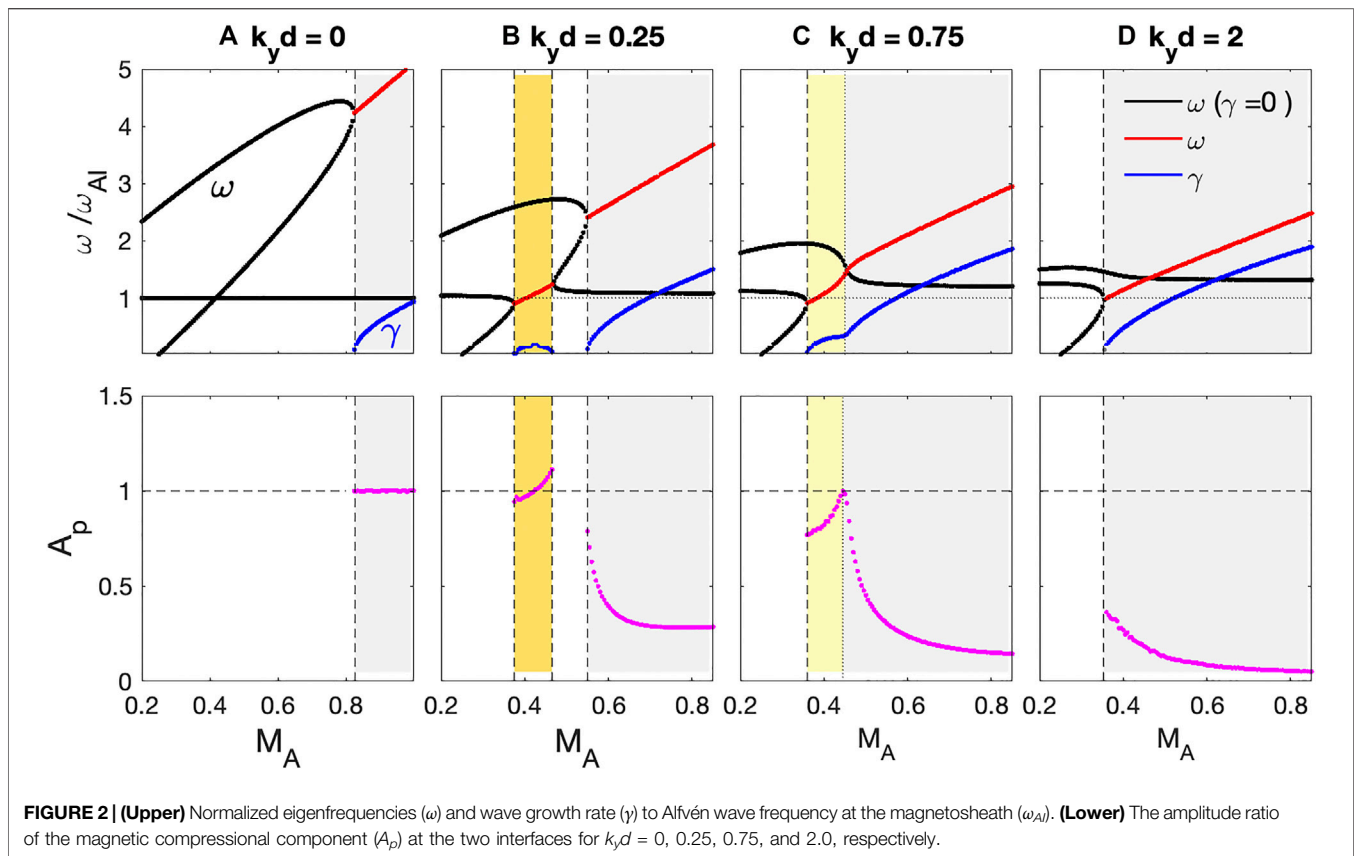 A k_y d = 0 B k_y d = 0.25 C k_y d = 0.75 D k_y d = 2
5
4
3
2
1
ω /ω_Al
ω
γ
ω ( γ =0 )
ω
γ
1.5
1
0.5
0
A_p
0.2 0.4 0.6 0.8 0.2 0.4 0.6 0.8 0.2 0.4 0.6 0.8 0.2 0.4 0.6 0.8
M_A M_A M_A M_A
FIGURE 2 | (Upper) Normalized eigenfrequencies (ω) and wave growth rate (γ) to Alfvén wave frequency at the magnetosheath (ω_Al). (Lower) The amplitude ratio
of the magnetic compressional component (A_p) at the two interfaces for k_y d = 0, 0.25, 0.75, and 2.0, respectively.